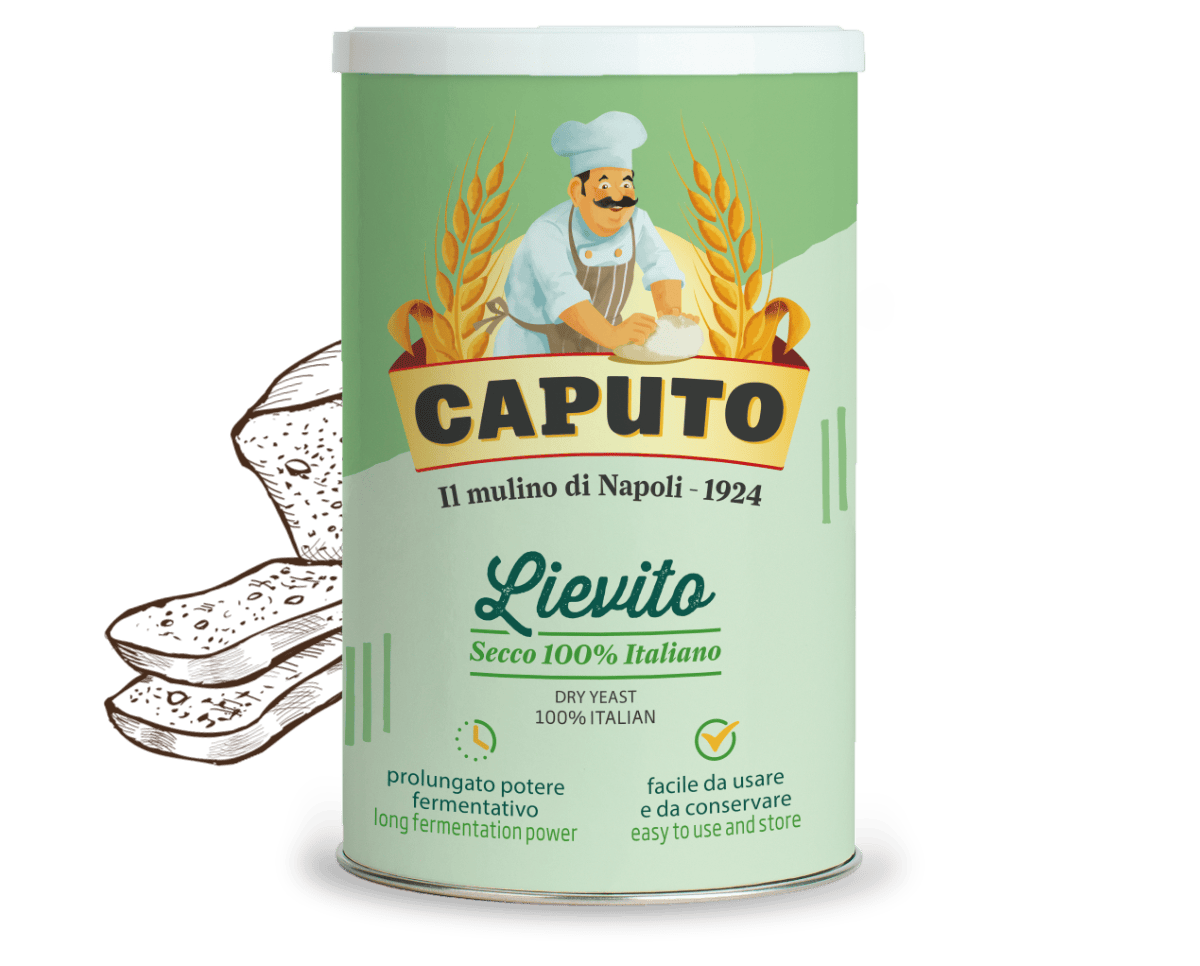 CAPUTO
Il mulino di Napoli - 1924
Lievito
Secco 100% Italiano
DRY YEAST
100% ITALIAN
prolungato potere
fermentativo
long fermentation power
facile da usare
e da conservare
easy to use and store